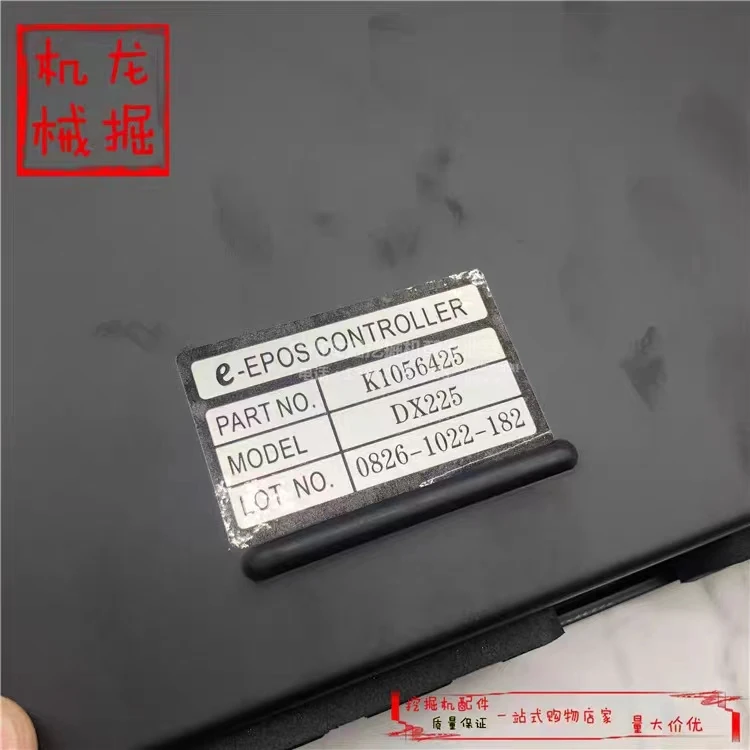 龙掘
机械
e-EPOS CONTROLLER
PART NO. K1056425
MODEL DX225
LOT NO. 0826-1022-182
挖掘机配件
质量保证
一站式购物店家
量大价优